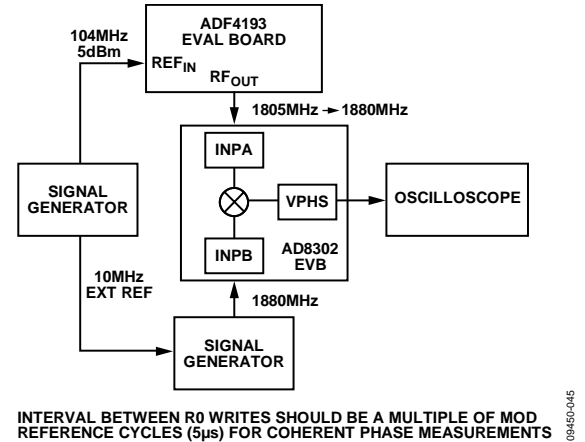 104MHz
5dBm
ADF4193
EVAL BOARD
REFIN
RFOUT
1805MHz → 1880MHz
INPA
SIGNAL
GENERATOR
VPHS
OSCILLOSCOPE
INPB
AD8302
EVB
10MHz
EXT REF
1880MHz
SIGNAL
GENERATOR
INTERVAL BETWEEN R0 WRITES SHOULD BE A MULTIPLE OF MOD
REFERENCE CYCLES (5µs) FOR COHERENT PHASE MEASUREMENTS
09450-045